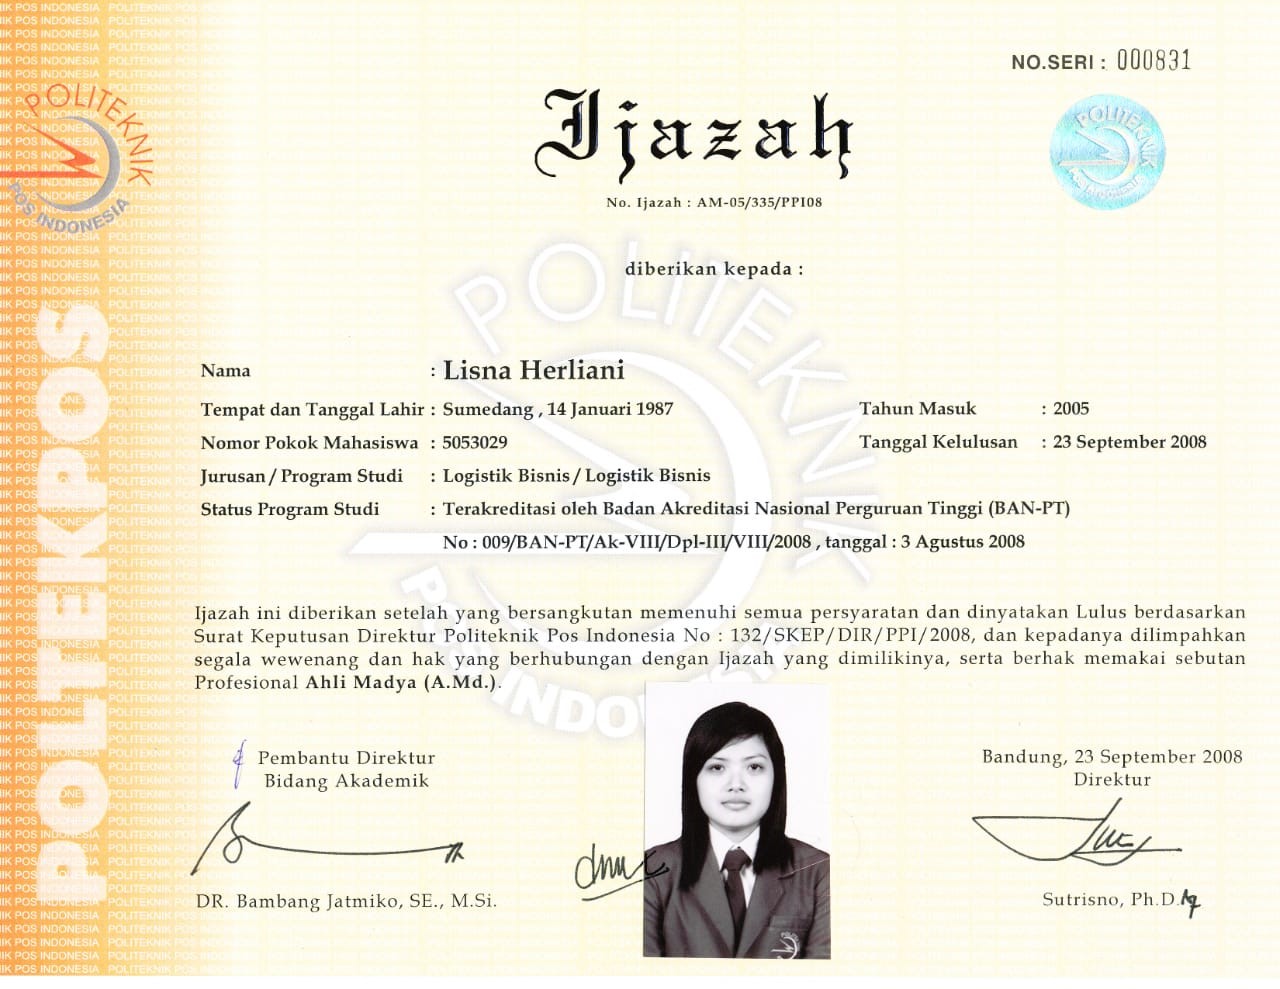 NO.SERI : 000831
POLITEKNIK
POS INDONESIA
Ijazah
No. Ijazah : AM-05/335/PPI08
diberikan kepada :
Nama : Lisna Herliani
Tempat dan Tanggal Lahir : Sumedang , 14 Januari 1987 Tahun Masuk : 2005
Nomor Pokok Mahasiswa : 5053029 Tanggal Kelulusan : 23 September 2008
Jurusan / Program Studi : Logistik Bisnis / Logistik Bisnis
Status Program Studi : Terakreditasi oleh Badan Akreditasi Nasional Perguruan Tinggi (BAN-PT)
No : 009/BAN-PT/Ak-VIII/Dpl-III/VIII/2008 , tanggal : 3 Agustus 2008
Ijazah ini diberikan setelah yang bersangkutan memenuhi semua persyaratan dan dinyatakan Lulus berdasarkan
Surat Keputusan Direktur Politeknik Pos Indonesia No : 132/SKEP/DIR/PPI/2008, dan kepadanya dilimpahkan
segala wewenang dan hak yang berhubungan dengan Ijazah yang dimilikinya, serta berhak memakai sebutan
Profesional Ahli Madya (A.Md.).
Pembantu Direktur
Bidang Akademik
DR. Bambang Jatmiko, SE., M.Si.
Bandung, 23 September 2008
Direktur
Sutrisno, Ph.D.
POLTEKPOS